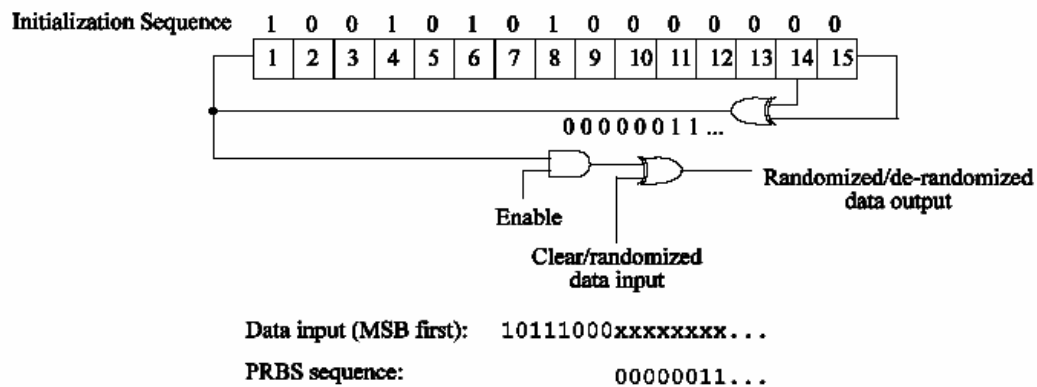 Initialization Sequence 1 0 0 1 0 1 0 1 0 0 0 0 0 0 0
1 2 3 4 5 6 7 8 9 10 11 12 13 14 15
0 0 0 0 0 0 1 1 ...
Enable
Clear/randomized
data input
Randomized/de-randomized
data output
Data input (MSB first): 10111000xxxxxxxx...
PRBS sequence: 00000011...